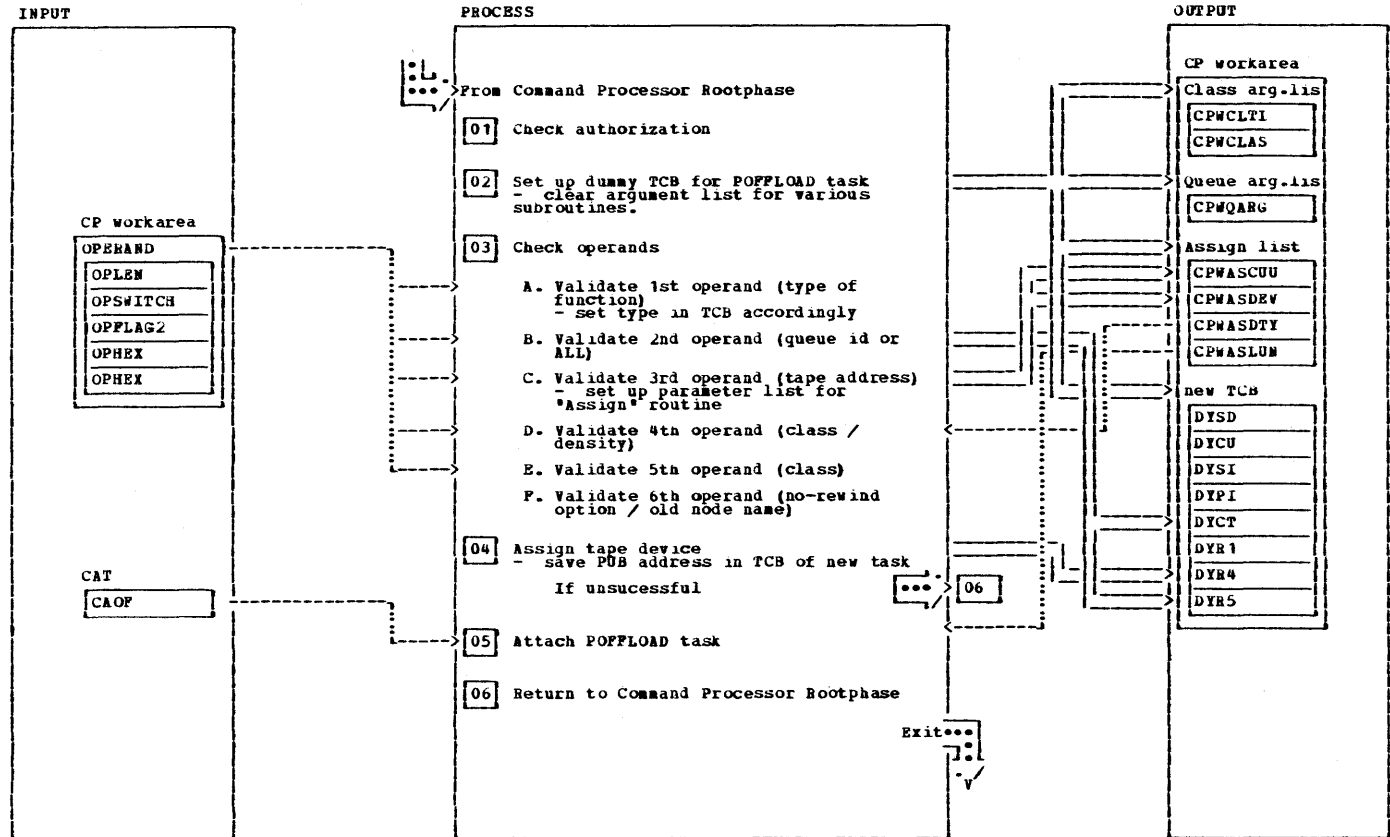 INPUT
CP workarea
OPERAND
OPLEN
OPSWITCH
OPFLAG2
OPHEX
OPHEX
CAT
CAOF
PROCESS
From Command Processor Rootphase
01 Check authorization
02 Set up dummy TCB for POFFLOAD task
- clear argument list for various
subroutines.
03 Check operands
A. Validate 1st operand (type of
function)
- set type in TCB accordingly
B. Validate 2nd operand (queue id or
ALL)
C. Validate 3rd operand (tape address)
- set up parameter list for
"Assign" routine
D. Validate 4th operand (class /
density)
E. Validate 5th operand (class)
F. Validate 6th operand (no-rewind
option / old node name)
04 Assign tape device
- save PUB address in TCB of new task
If unsucessful
06
05 Attach POFFLOAD task
06 Return to Command Processor Rootphase
Exit
OUTPUT
CP workarea
Class arg.lis
CPWCLTI
CPWCLAS
Queue arg.lis
CPWQARG
Assign list
CPWASCUU
CPWASDEV
CPWASDTY
CPWASLUN
new TCB
DYSD
DYCU
DYSI
DYPI
DYCT
DYR1
DYR4
DYR5